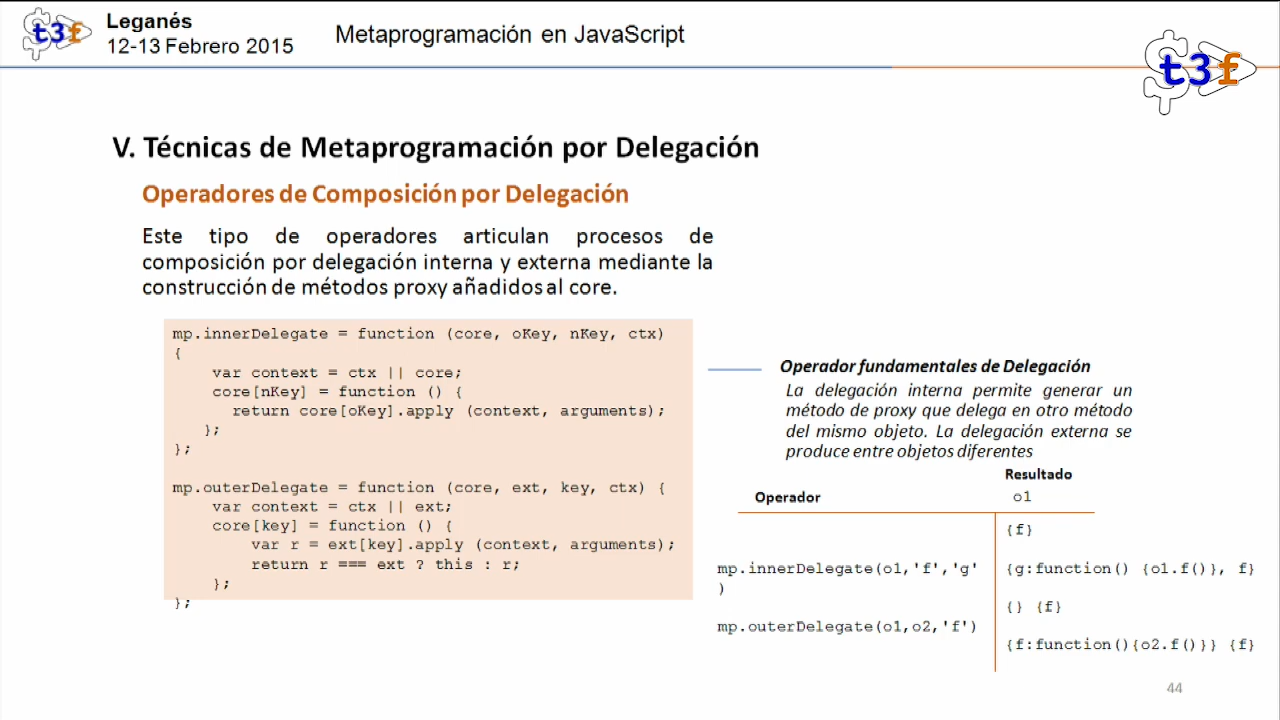 t3f
Leganés
12-13 Febrero 2015
Metaprogramación en JavaScript
t3f
V. Técnicas de Metaprogramación por Delegación
Operadores de Composición por Delegación
Este tipo de operadores articulan procesos de
composición por delegación interna y externa mediante la
construcción de métodos proxy añadidos al core.
mp.innerDelegate = function (core, oKey, nKey, ctx)
{
    var context = ctx || core;
    core[nKey] = function () {
      return core[oKey].apply (context, arguments);
   };
};
mp.outerDelegate = function (core, ext, key, ctx) {
    var context = ctx || ext;
    core[key] = function () {
        var r = ext[key].apply (context, arguments);
        return r === ext ? this : r;
    };
};
Operador fundamentales de Delegación
La delegación interna permite generar un
método de proxy que delega en otro método
del mismo objeto. La delegación externa se
produce entre objetos diferentes
Resultado
Operador
o1
{f}
mp.innerDelegate(o1,'f','g'
)
{g:function() {o1.f()}, f}
{} {f}
mp.outerDelegate(o1,o2,'f')
{f:function(){o2.f()}} {f}
44